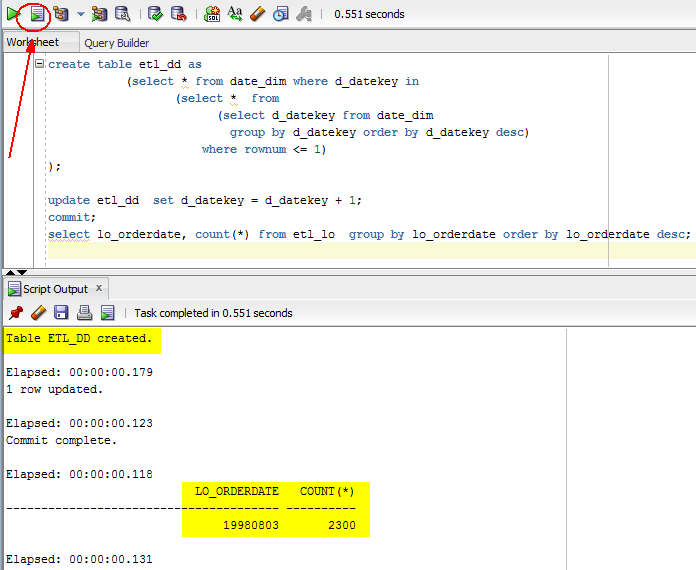 SQL
Aa
0.551 seconds
Worksheet
Query Builder
create table etl_dd as
(select * from date_dim where d_datekey in
(select * from
(select d_datekey from date_dim
group by d_datekey order by d_datekey desc)
where rownum <= 1)
);
update etl_dd set d_datekey = d_datekey + 1;
commit;
select lo_orderdate, count(*) from etl_lo group by lo_orderdate order by lo_orderdate desc;
Script Output x
Task completed in 0.551 seconds
Table ETL_DD created.
Elapsed: 00:00:00.179
1 row updated.
Elapsed: 00:00:00.123
Commit complete.
Elapsed: 00:00:00.118
LO_ORDERDATE COUNT(*)
--------------------------------------- ----------
19980803 2300
Elapsed: 00:00:00.131